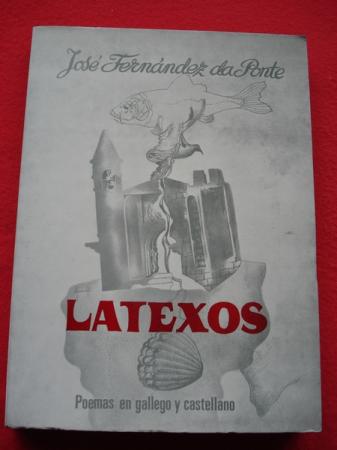 José Fernández da Ponte
LATEXOS
Poemas en gallego y castellano